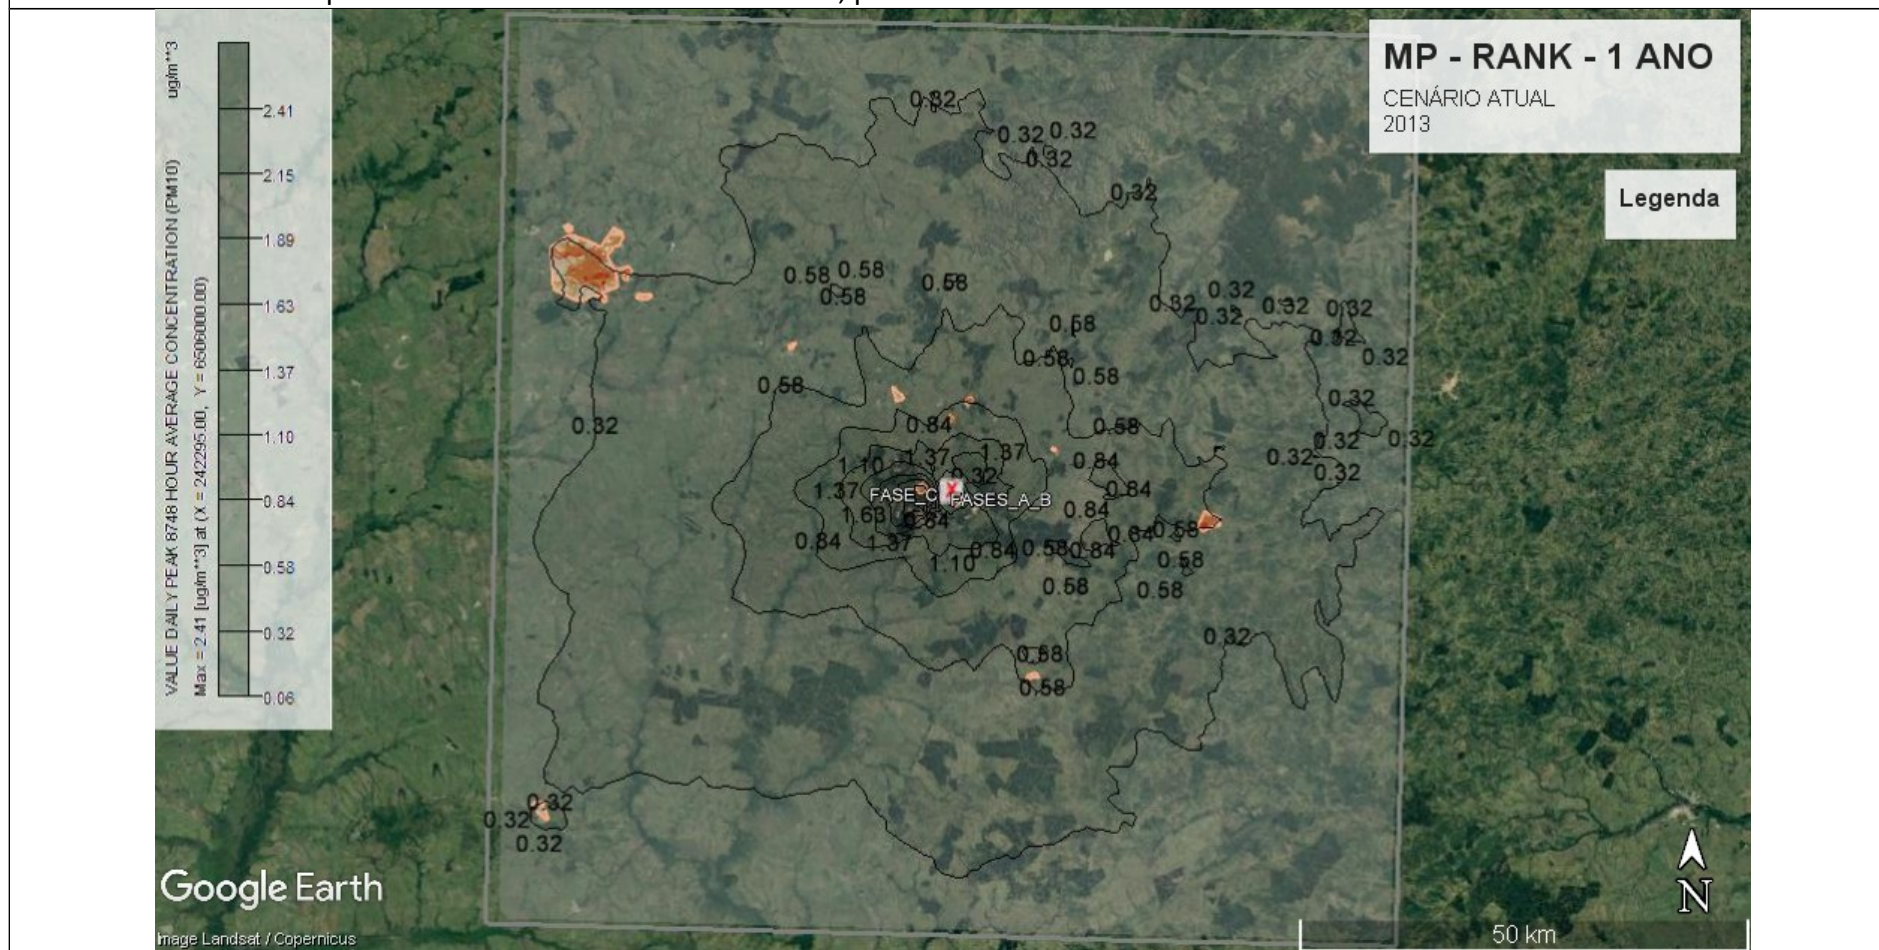 MP - RANK - 1 ANO
CENÁRIO ATUAL
2013
Legenda
ug/m**3
VALUE DAILY PEAK 8748 HOUR AVERAGE CONCENTRATION (PM10)
Max = 2.41 [ug/m**3] at (X = 242295.00, Y = 6506000.00)
2.41
2.15
1.89
1.63
1.37
1.10
0.84
0.58
0.32
0.06
0.32
0.32 0.32
0.32
0.32
0.58 0.58 0.58
0.58
0.32 0.32 0.32 0.32
0.32
0.58 0.32
0.58 0.32
0.58 0.58
0.32
0.32 0.84 0.58
0.32 0.32
1.10 1.37 1.37 0.84 0.32
0.32 0.32
1.37 0.84
FASE_C FASES_A_B
1.63 0.84 0.84
0.84 0.58
0.84 1.37 0.84 0.58 0.84
1.10 0.58
0.58 0.58
0.32
0.58
0.58
0.32
0.32
0.32
Google Earth
Image Landsat / Copernicus
N
50 km